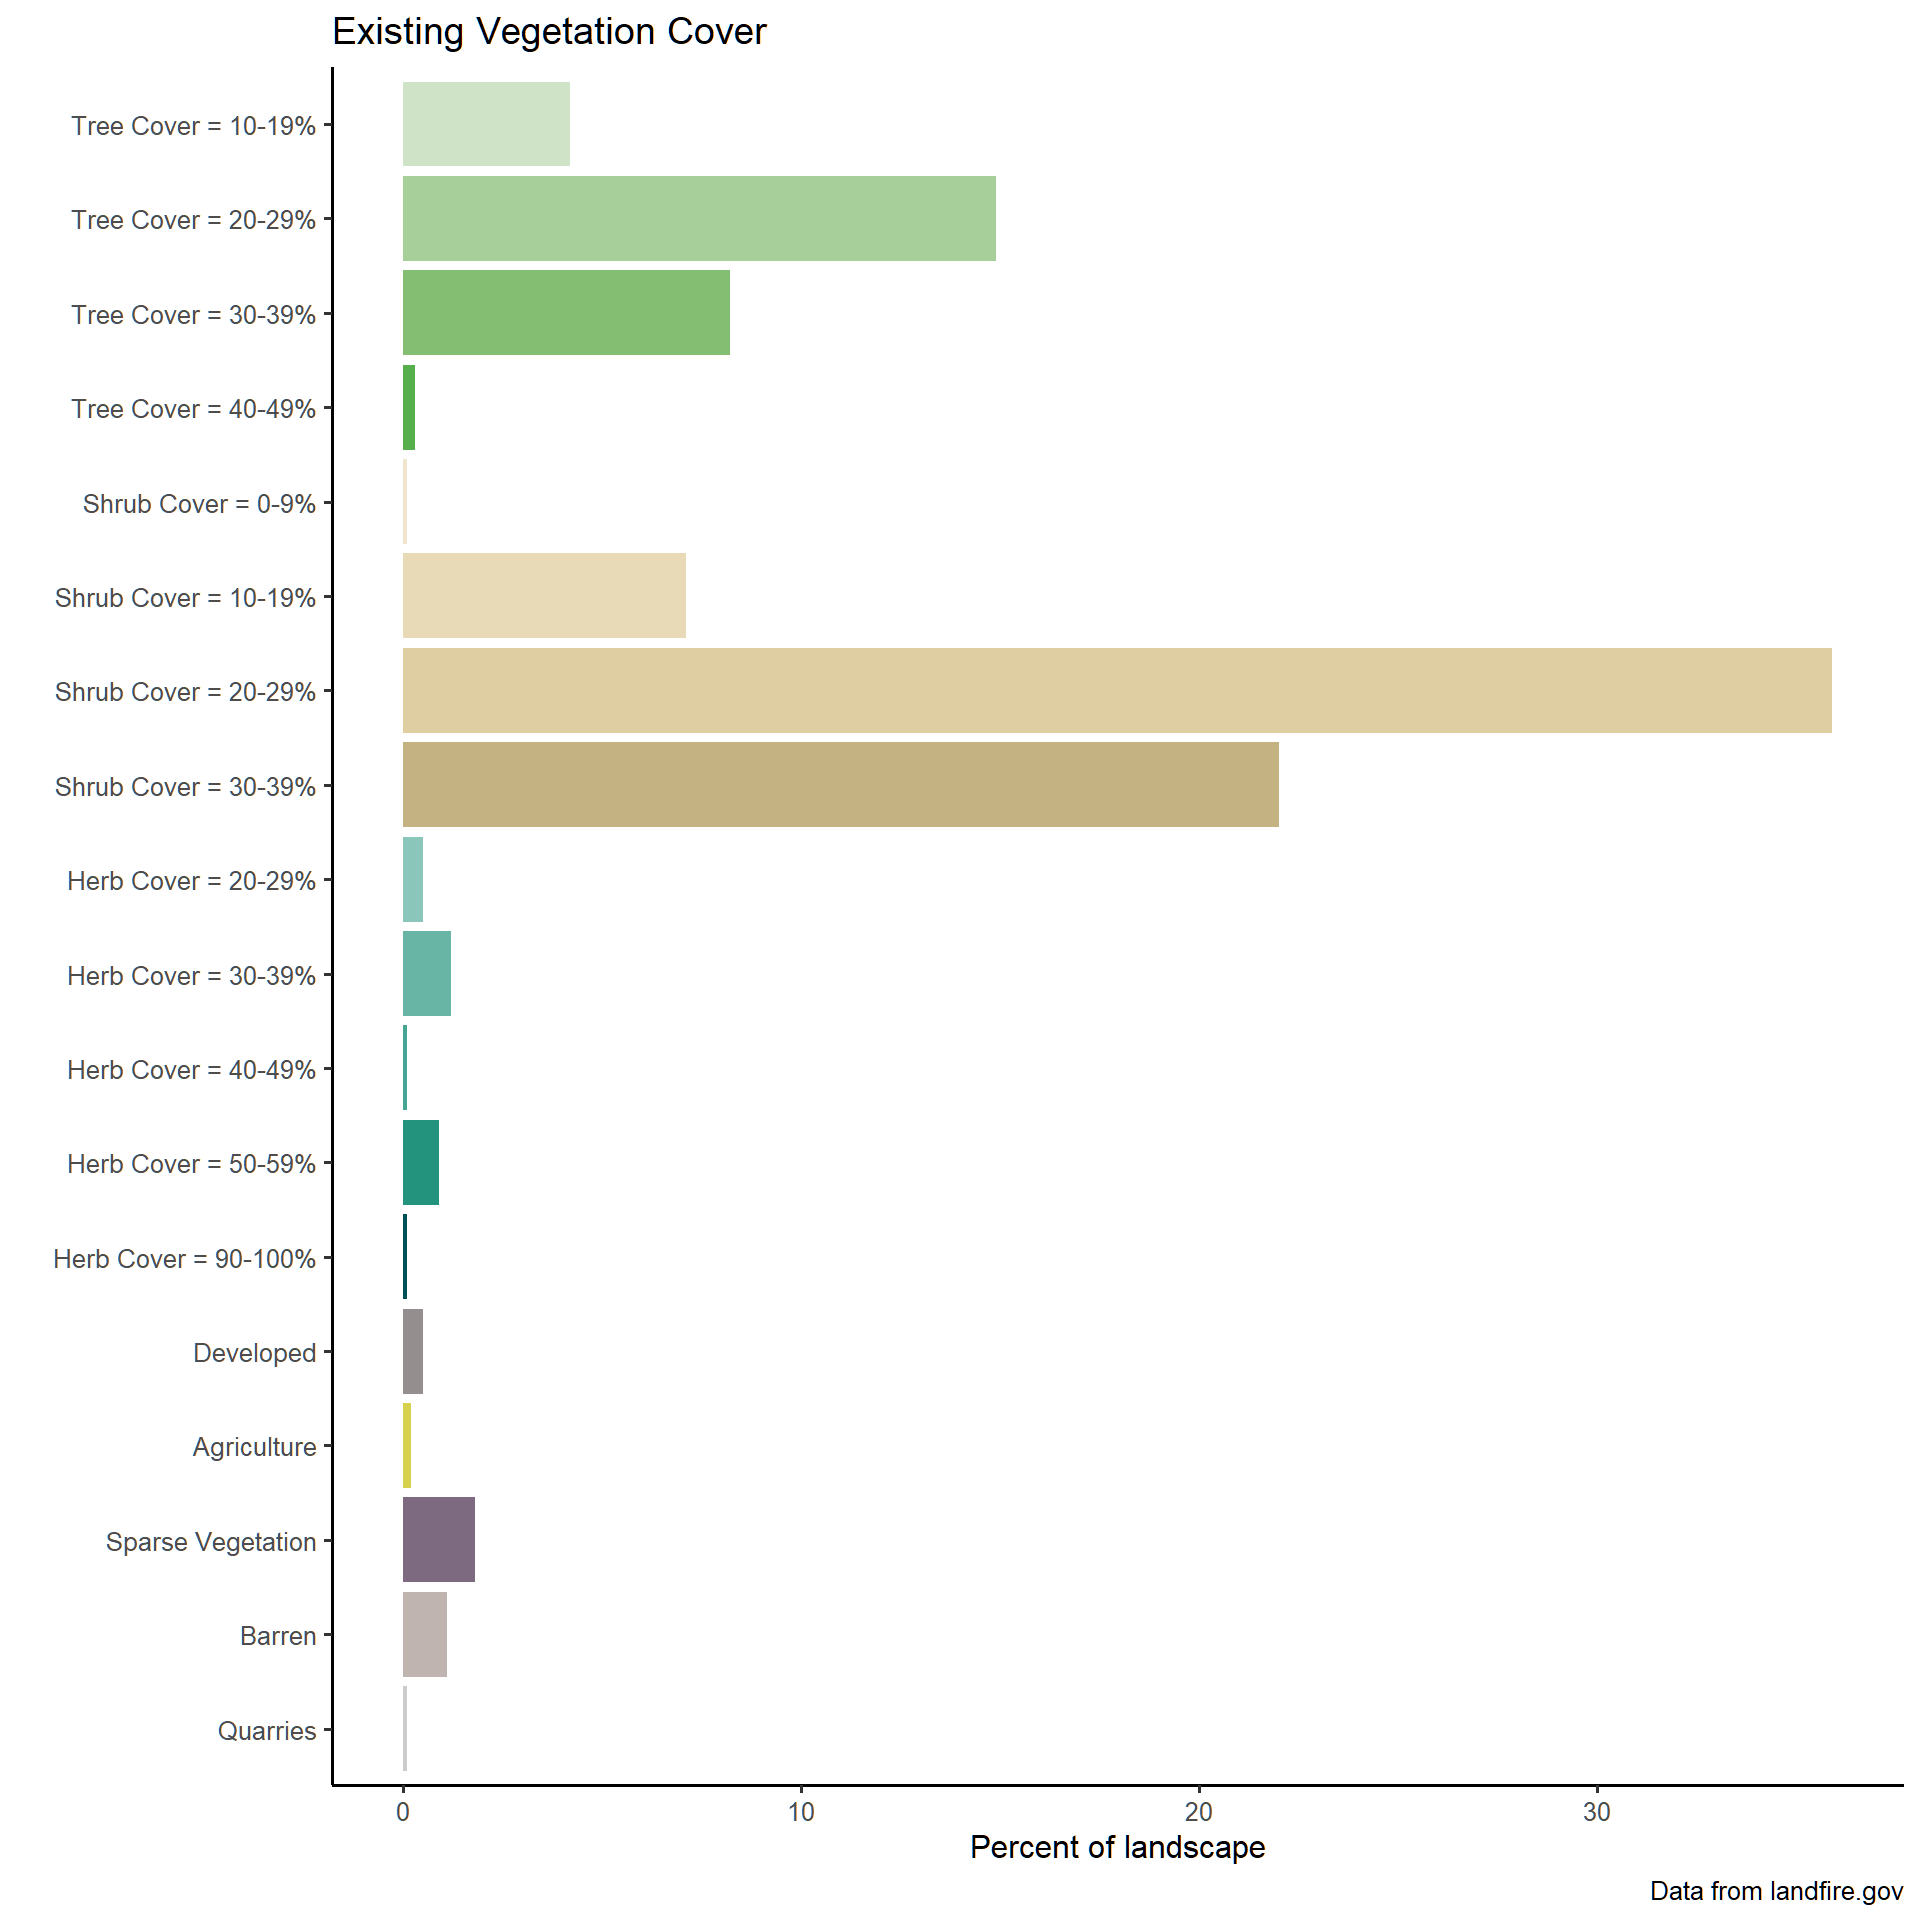 Existing Vegetation Cover
Tree Cover = 10-19%
Tree Cover = 20-29%
Tree Cover = 30-39%
Tree Cover = 40-49%
Shrub Cover = 0-9%
Shrub Cover = 10-19%
Shrub Cover = 20-29%
Shrub Cover = 30-39%
Herb Cover = 20-29%
Herb Cover = 30-39%
Herb Cover = 40-49%
Herb Cover = 50-59%
Herb Cover = 90-100%
Developed
Agriculture
Sparse Vegetation
Barren
Quarries
0 10 20 30
Percent of landscape
Data from landfire.gov